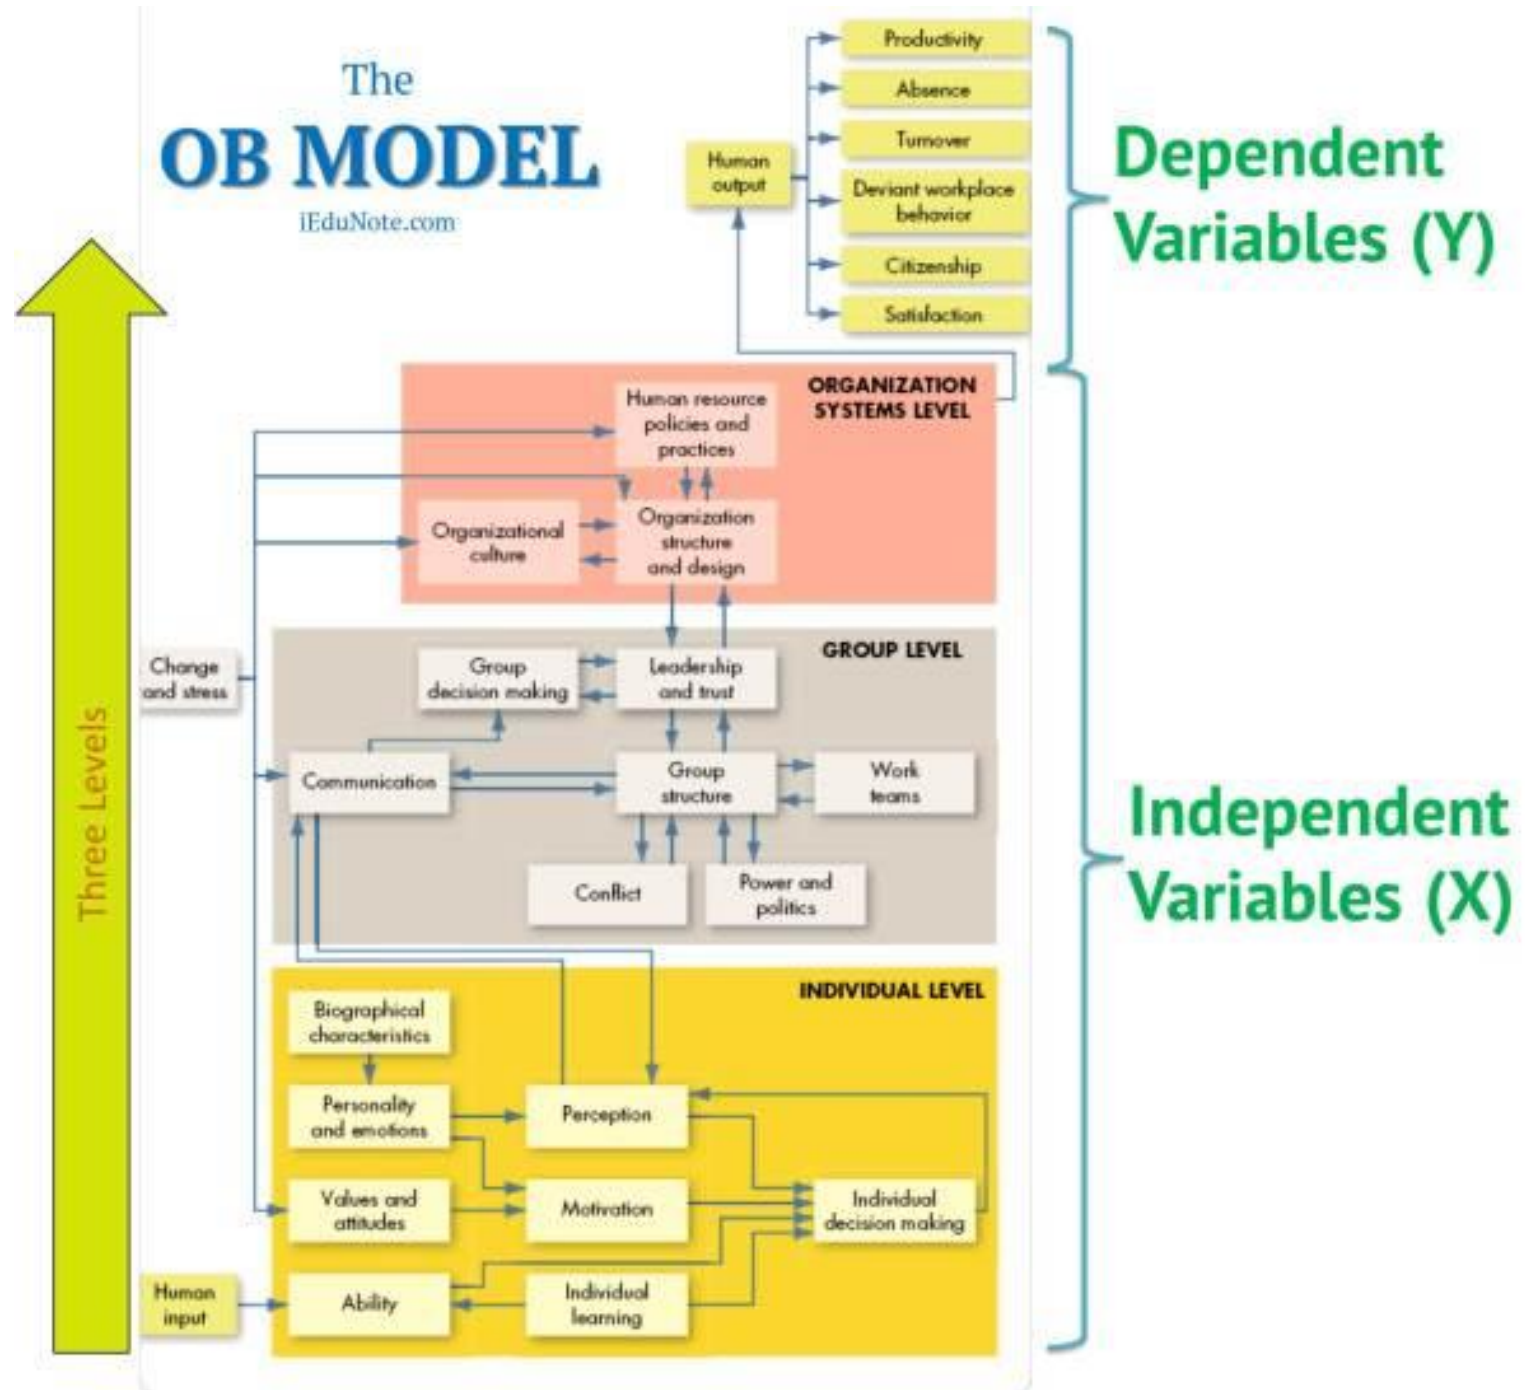 The
OB MODEL
iEduNote.com
Productivity
Absence
Turnover
Deviant workplace
behavior
Citizenship
Satisfaction
Human
output
Dependent
Variables (Y)
ORGANIZATION
SYSTEMS LEVEL
Human resource
policies and
practices
Organizational
culture
Organization
structure
and design
GROUP LEVEL
Change
and stress
Group
decision making
Leadership
and trust
Communication
Group
structure
Work
teams
Conflict
Power and
politics
Three Levels
Independent
Variables (X)
INDIVIDUAL LEVEL
Biographical
characteristics
Personality
and emotions
Perception
Values and
attitudes
Motivation
Individual
decision making
Human
input
Ability
Individual
learning